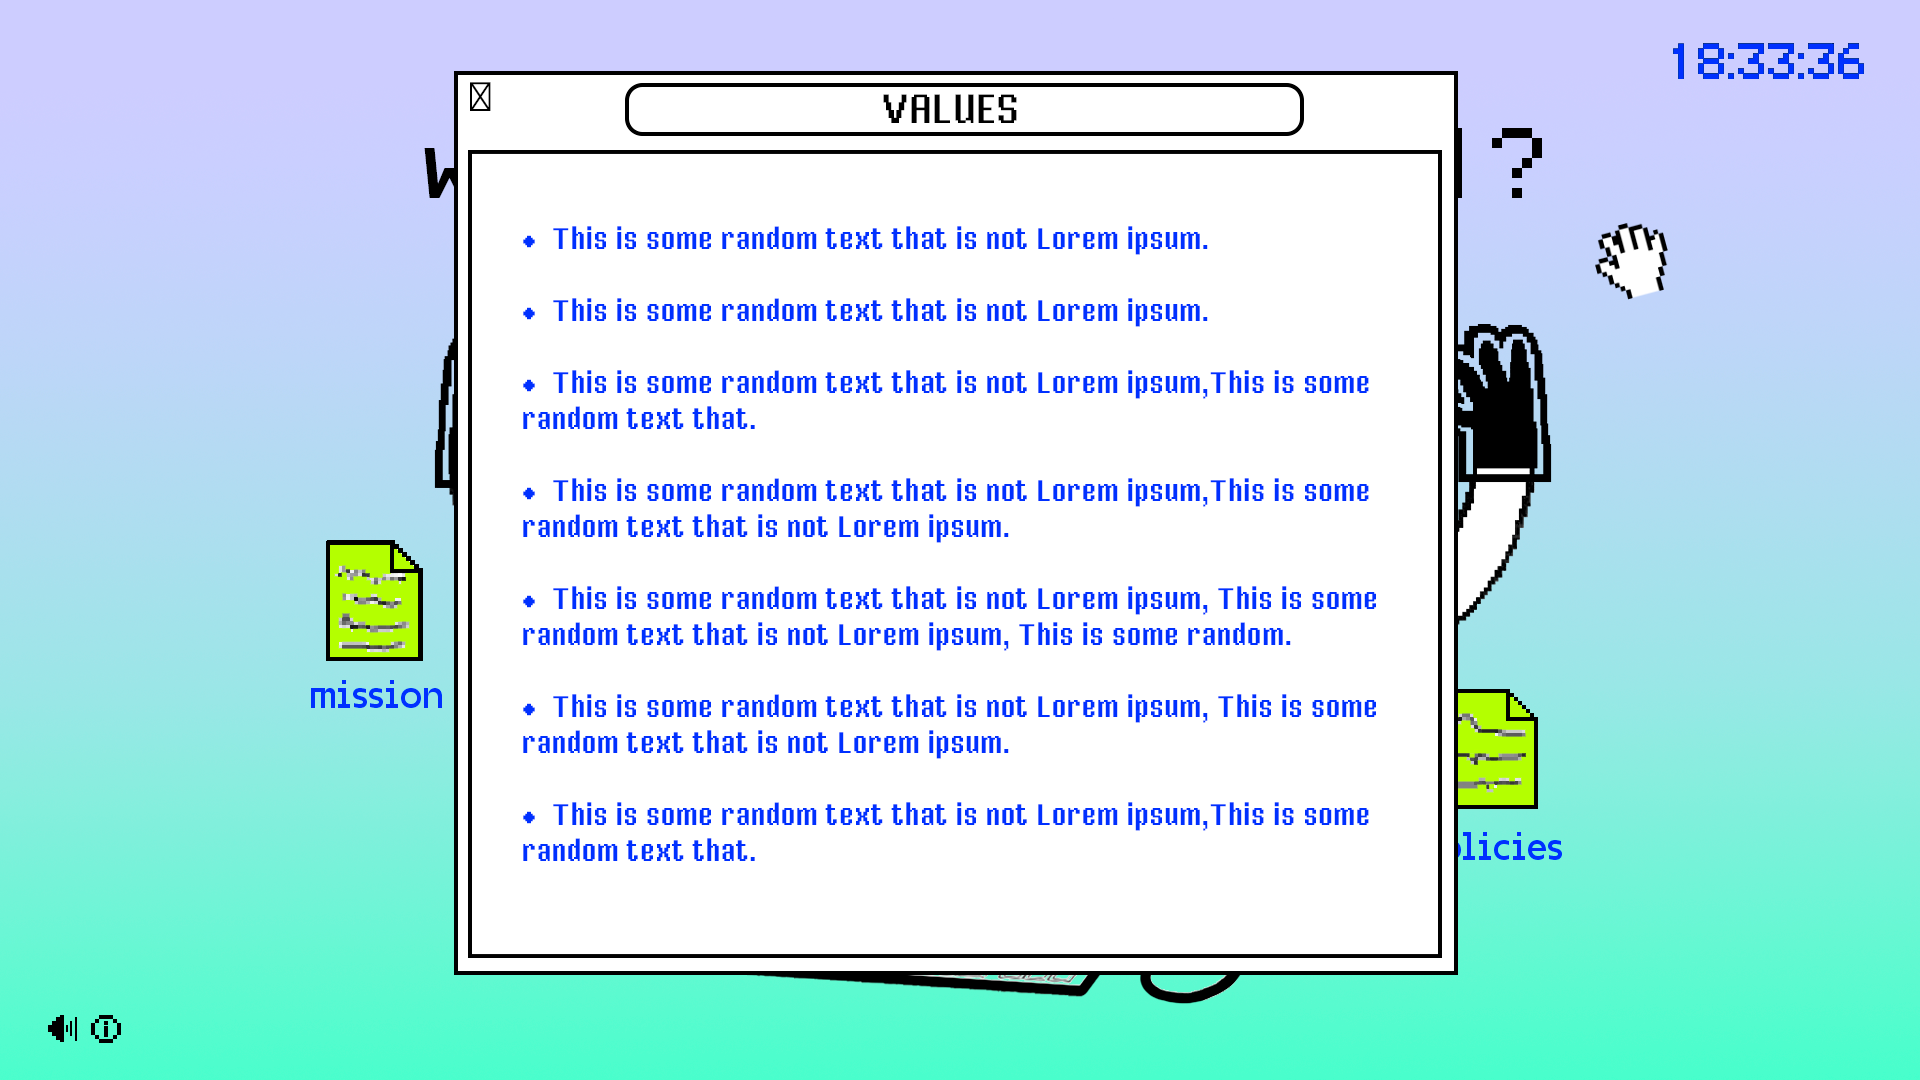 18:33:36
VALUES
?
• This is some random text that is not Lorem ipsum.
• This is some random text that is not Lorem ipsum.
• This is some random text that is not Lorem ipsum,This is some
random text that.
• This is some random text that is not Lorem ipsum,This is some
random text that is not Lorem ipsum.
• This is some random text that is not Lorem ipsum, This is some
random text that is not Lorem ipsum, This is some random.
• This is some random text that is not Lorem ipsum, This is some
random text that is not Lorem ipsum.
• This is some random text that is not Lorem ipsum,This is some
random text that.
mission
licies